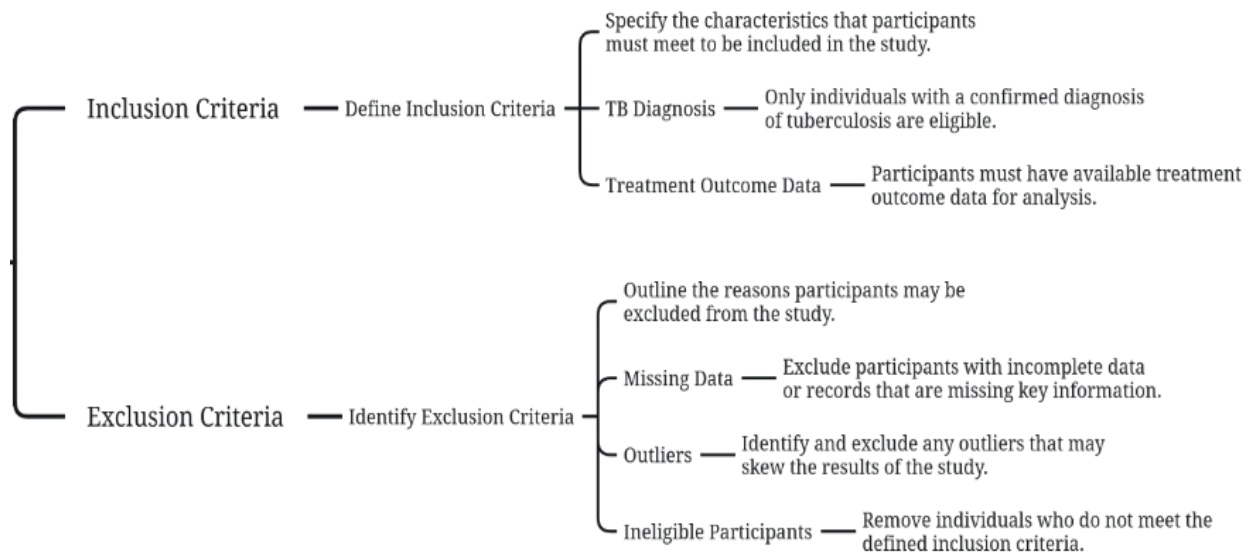 Specify the characteristics that participants
must meet to be included in the study.
Inclusion Criteria
Define Inclusion Criteria
TB Diagnosis
Only individuals with a confirmed diagnosis
of tuberculosis are eligible.
Treatment Outcome Data
Participants must have available treatment
outcome data for analysis.
Outline the reasons participants may be
excluded from the study.
Missing Data
Exclude participants with incomplete data
or records that are missing key information.
Exclusion Criteria
Identify Exclusion Criteria
Outliers
Identify and exclude any outliers that may
skew the results of the study.
Ineligible Participants
Remove individuals who do not meet the
defined inclusion criteria.